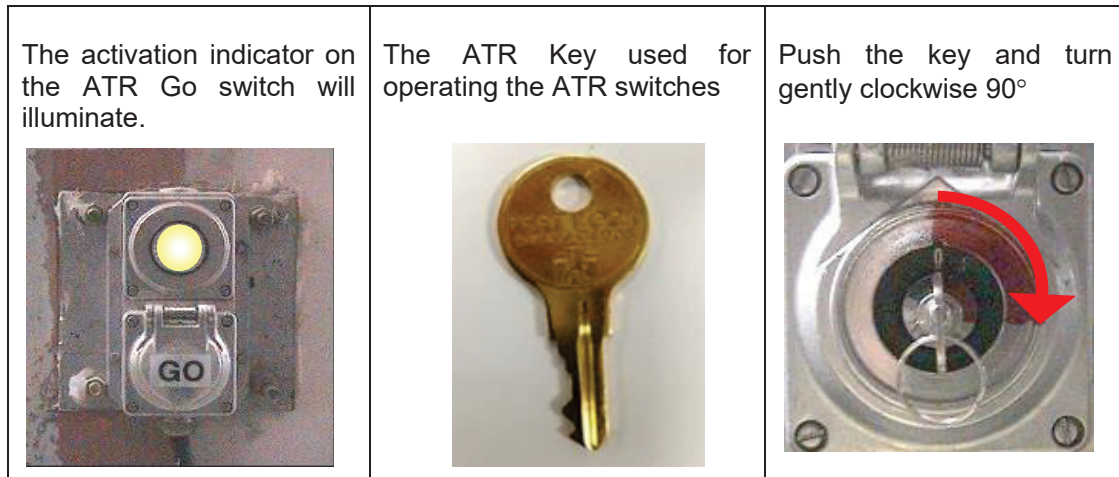 The activation indicator on
the ATR Go switch will
illuminate.
The ATR Key used for
operating the ATR switches
Push the key and turn
gently clockwise 90°
GO